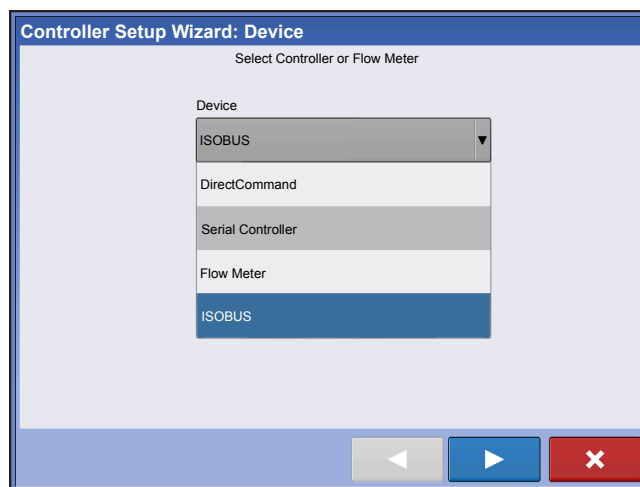 Controller Setup Wizard: Device
Select Controller or Flow Meter
Device
ISOBUS
DirectCommand
Serial Controller
Flow Meter
ISOBUS